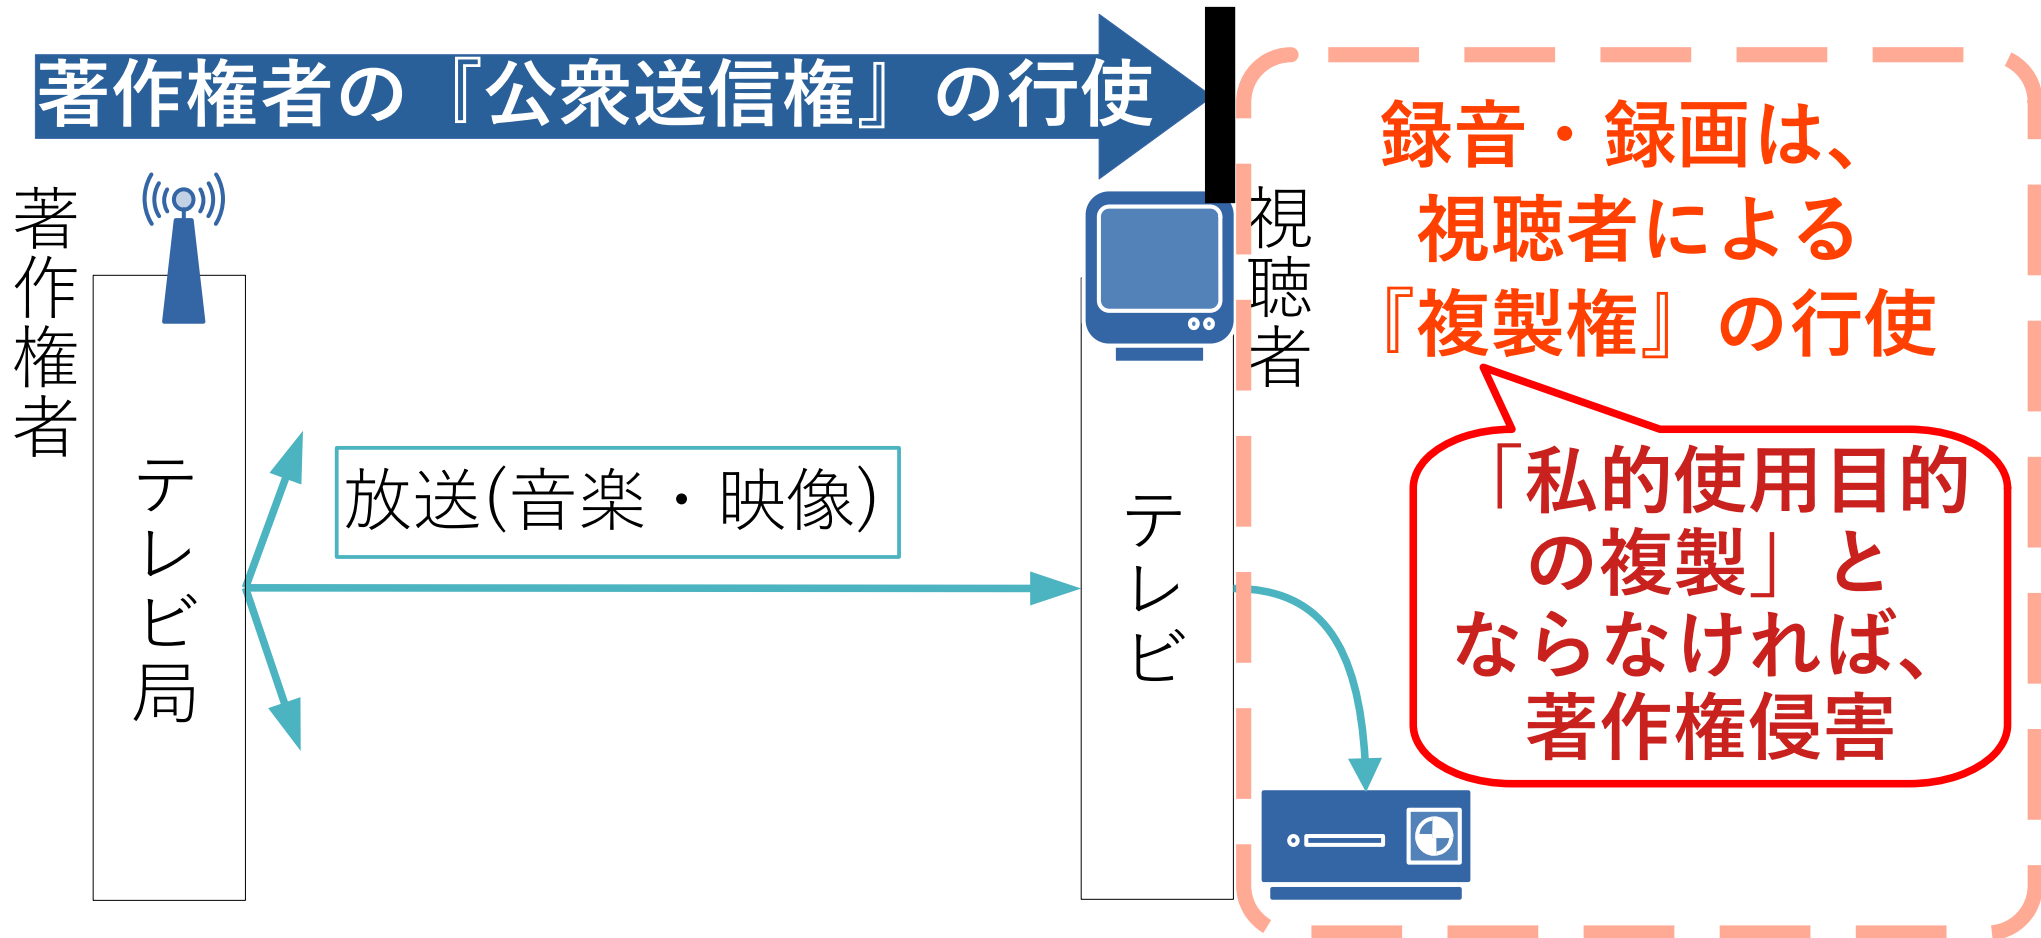 著作権者の『公衆送信権』の行使
著作権者
テレビ局
放送(音楽・映像)
テレビ
視聴者
録音・録画は、
視聴者による
『複製権』の行使
「私的使用目的
の複製」と
ならなければ、
著作権侵害